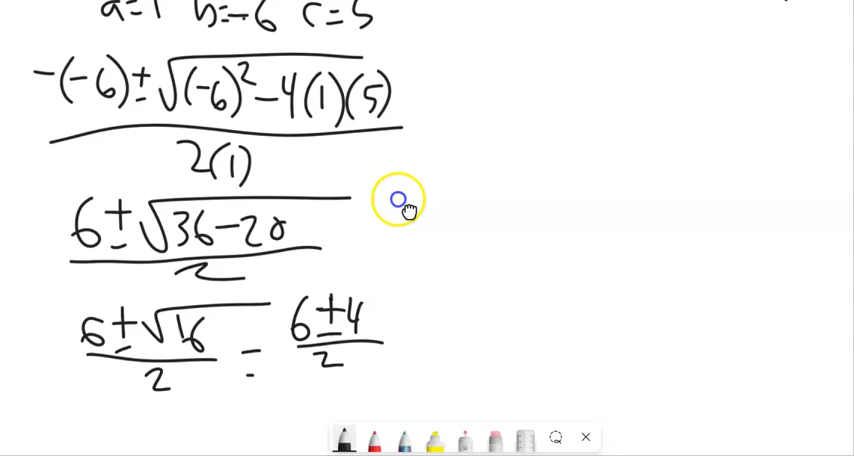 a=1 b=-6 c=5
-(-6)±√(-6)²-4(1)(5)
2(1)
6±√36-20
2
6±√16 = 6±4
2 2